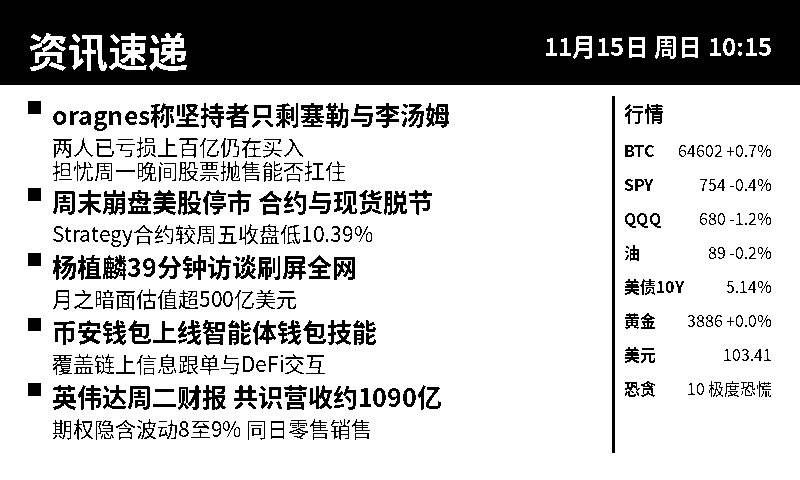 资讯速递
11月15日 周日 10:15
oragnes称坚持者只剩塞勒与李汤姆
两人已亏损上百亿仍在买入
担忧周一晚间股票抛售能否扛住
周末崩盘美股停市 合约与现货脱节
Strategy合约较周五收盘低10.39%
杨植麟39分钟访谈刷屏全网
月之暗面估值超500亿美元
币安钱包上线智能体钱包技能
覆盖链上信息跟单与DeFi交互
英伟达周二财报 共识营收约1090亿
期权隐含波动8至9% 同日零售销售
行情
BTC 64602 +0.7%
SPY 754 -0.4%
QQQ 680 -1.2%
油 89 -0.2%
美债10Y 5.14%
黄金 3886 +0.0%
美元 103.41
恐贪 10 极度恐慌